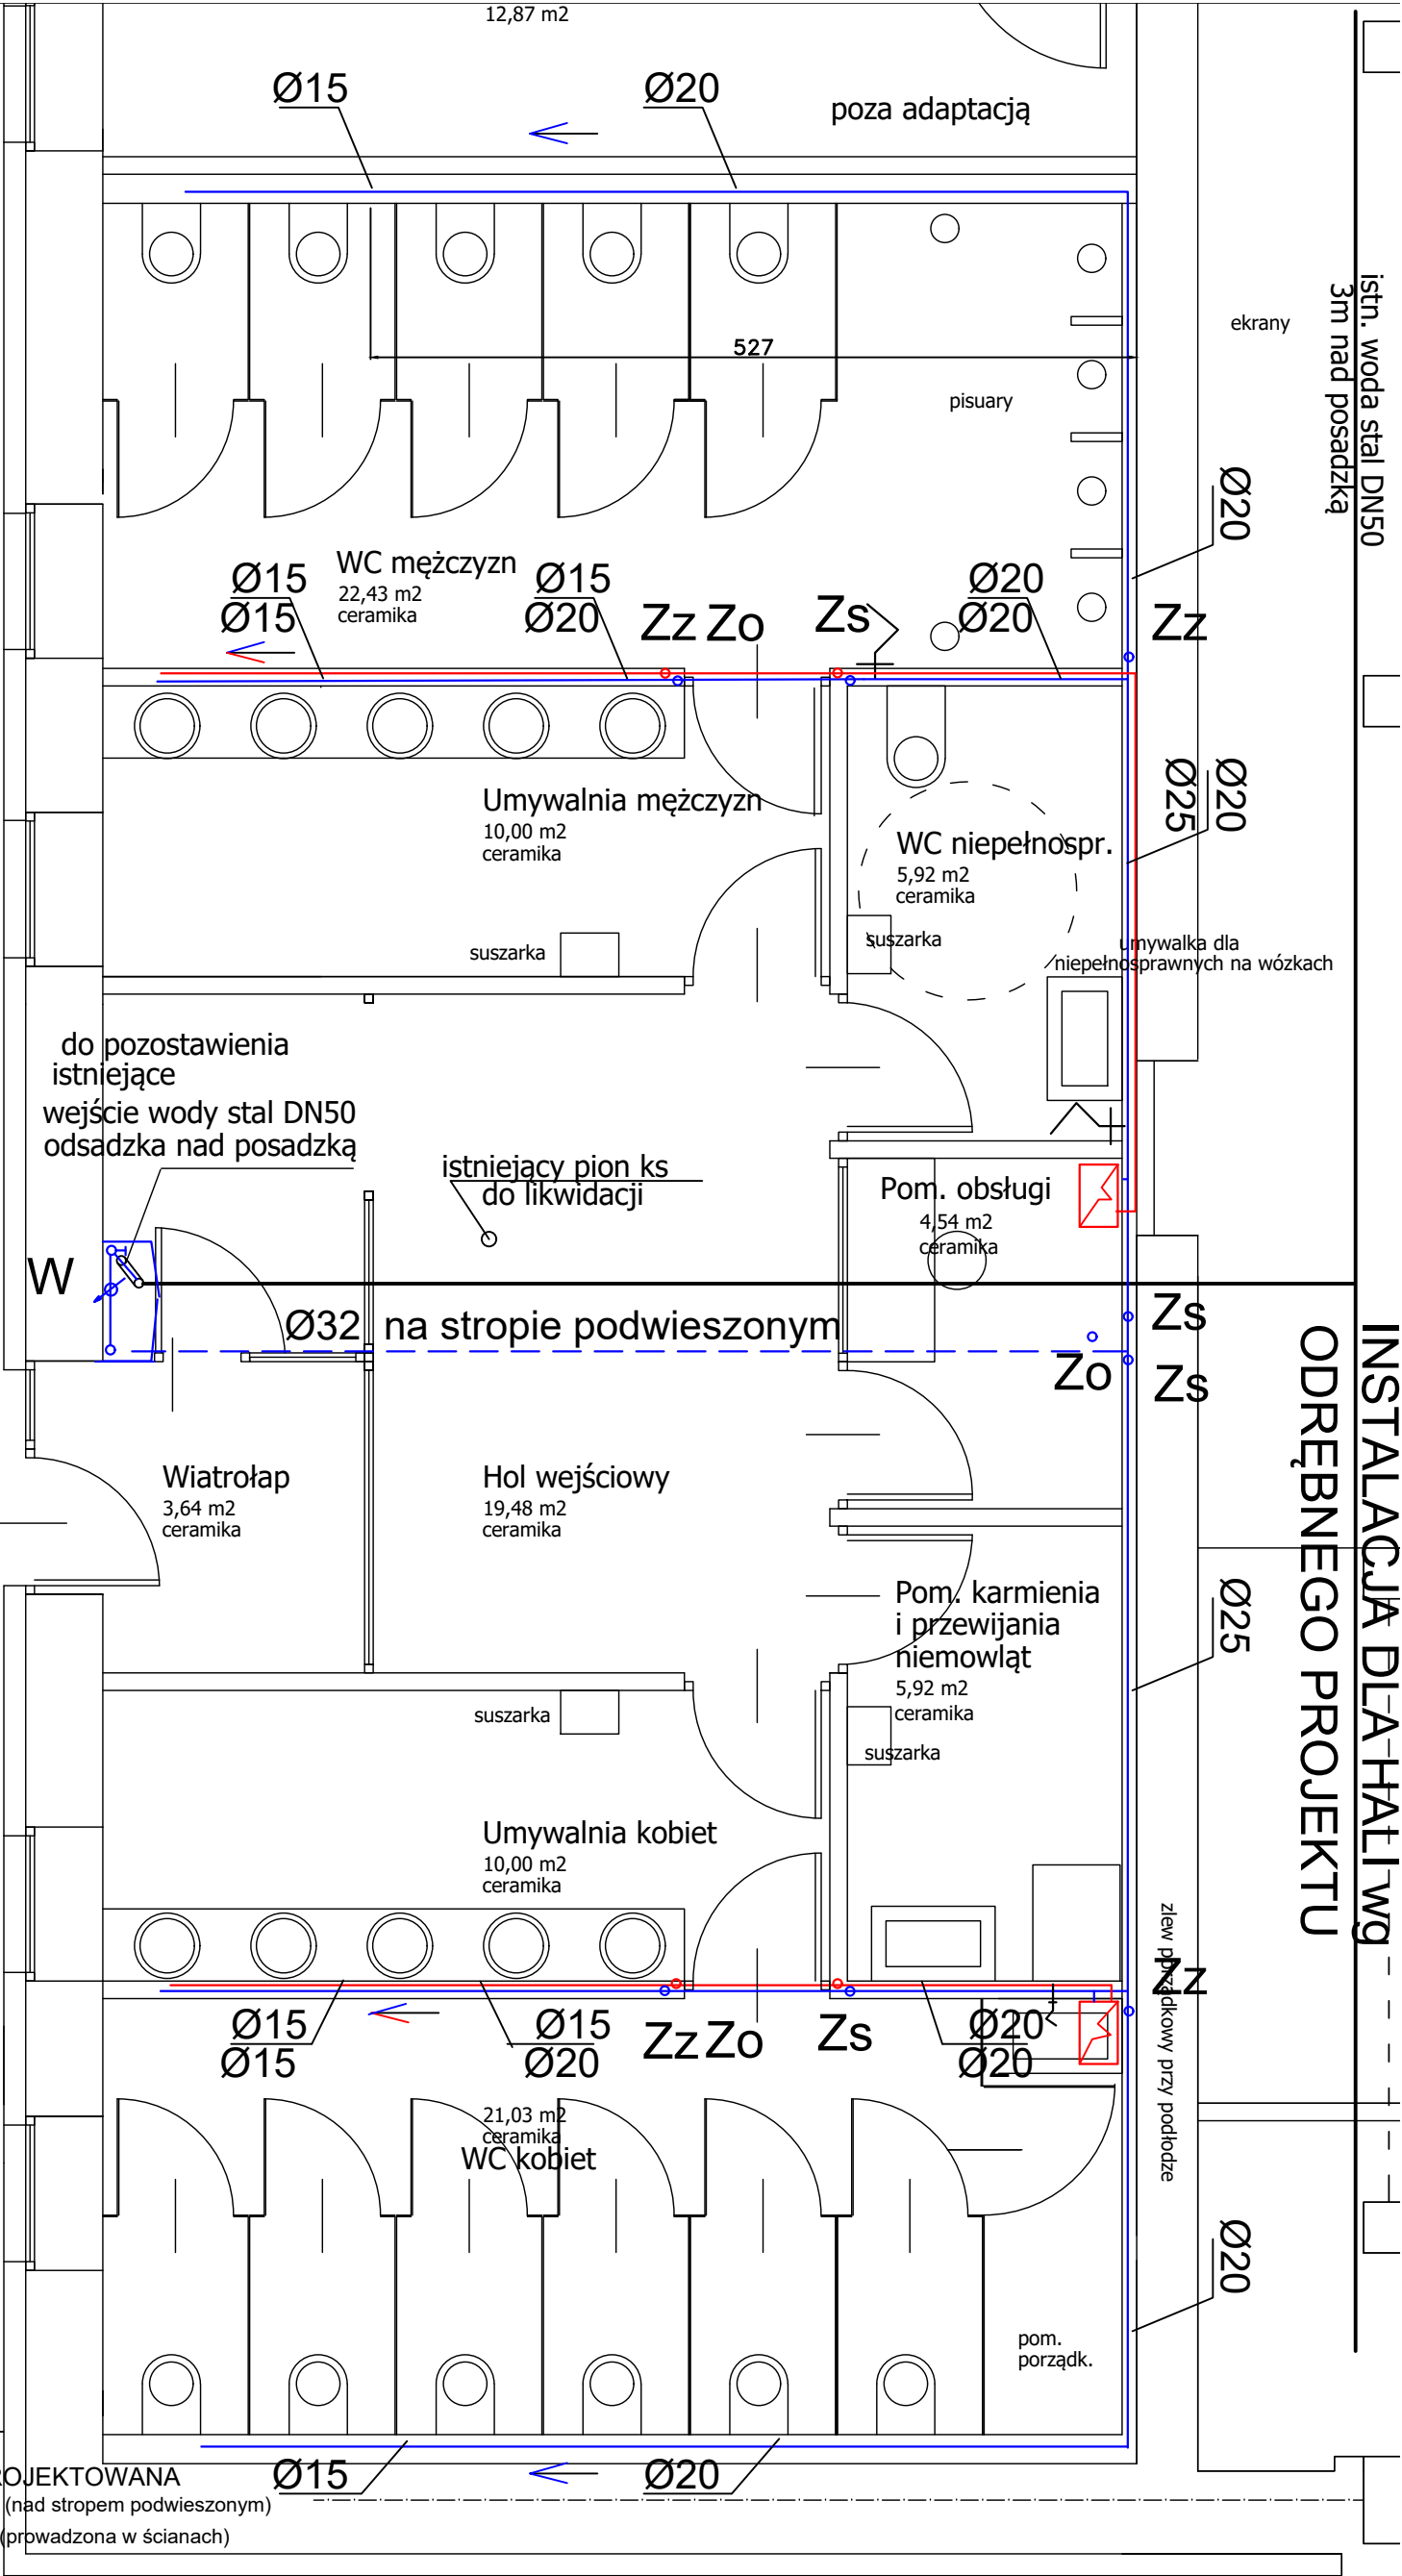 12,87 m2
Ø15
Ø20
poza adaptacją
istn. woda stal DN50
3m nad posadzką
ekrany
527
pisuary
Ø20
WC mężczyzn
22,43 m2
ceramika
Ø15
Ø15
Ø15
Ø20
Zz
Zo
Zs
Ø20
Ø20
Zz
Umywalnia mężczyzn
10,00 m2
ceramika
Ø20
Ø25
WC niepełnospr.
5,92 m2
ceramika
suszarka
suszarka
umywalka dla
niepełnosprawnych na wózkach
do pozostawienia
istniejące
wejście wody stal DN50
odsadzka nad posadzką
istniejący pion ks
do likwidacji
Pom. obsługi
4,54 m2
ceramika
W
Ø32 na stropie podwieszonym
Zs
Zo
Zs
INSTALACJA DLA HALI wg
ODRĘBNEGO PROJEKTU
Wiatrołap
3,64 m2
ceramika
Hol wejściowy
19,48 m2
ceramika
Pom. karmienia
i przewijania
niemowląt
5,92 m2
ceramika
Ø25
suszarka
suszarka
Umywalnia kobiet
10,00 m2
ceramika
zlew porządkowy przy podłodze
Zz
Ø15
Ø15
Ø15
Ø20
Zz
Zo
Zs
Ø20
Ø20
21,03 m2
ceramika
WC kobiet
Ø20
pom.
porządk.
Ø15
Ø20
OJEKTOWANA
(nad stropem podwieszonym)
(prowadzona w ścianach)